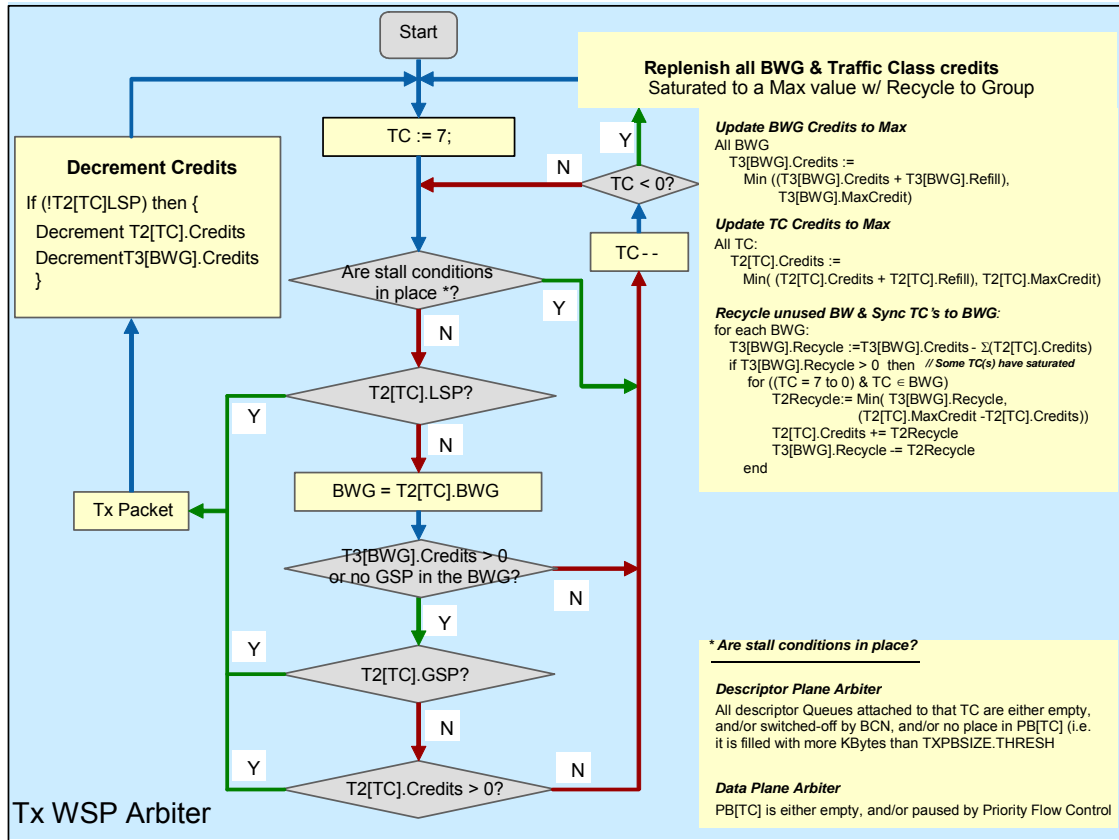 Start
Replenish all BWG & Traffic Class credits
Saturated to a Max value w/ Recycle to Group
Update BWG Credits to Max
All BWG
T3[BWG].Credits :=
Min ((T3[BWG].Credits + T3[BWG].Refill),
T3[BWG].MaxCredit)
Update TC Credits to Max
All TC:
T2[TC].Credits :=
Min( (T2[TC].Credits + T2[TC].Refill), T2[TC].MaxCredit)
Recycle unused BW & Sync TC's to BWG:
for each BWG:
T3[BWG].Recycle :=T3[BWG].Credits - Σ(T2[TC].Credits)
if T3[BWG].Recycle > 0 then // Some TC(s) have saturated
for ((TC = 7 to 0) & TC ∈ BWG)
T2Recycle:= Min( T3[BWG].Recycle,
(T2[TC].MaxCredit -T2[TC].Credits))
T2[TC].Credits += T2Recycle
T3[BWG].Recycle -= T2Recycle
end
TC := 7;
Y
N
TC < 0?
TC - -
Decrement Credits
If (!T2[TC]LSP) then {
Decrement T2[TC].Credits
DecrementT3[BWG].Credits
}
Are stall conditions
in place *?
Y
N
T2[TC].LSP?
Y
N
BWG = T2[TC].BWG
Tx Packet
T3[BWG].Credits > 0
or no GSP in the BWG?
N
Y
T2[TC].GSP?
Y
N
T2[TC].Credits > 0?
Y
N
* Are stall conditions in place?
Descriptor Plane Arbiter
All descriptor Queues attached to that TC are either empty,
and/or switched-off by BCN, and/or no place in PB[TC] (i.e.
it is filled with more KBytes than TXPBSIZE.THRESH
Data Plane Arbiter
PB[TC] is either empty, and/or paused by Priority Flow Control
Tx WSP Arbiter